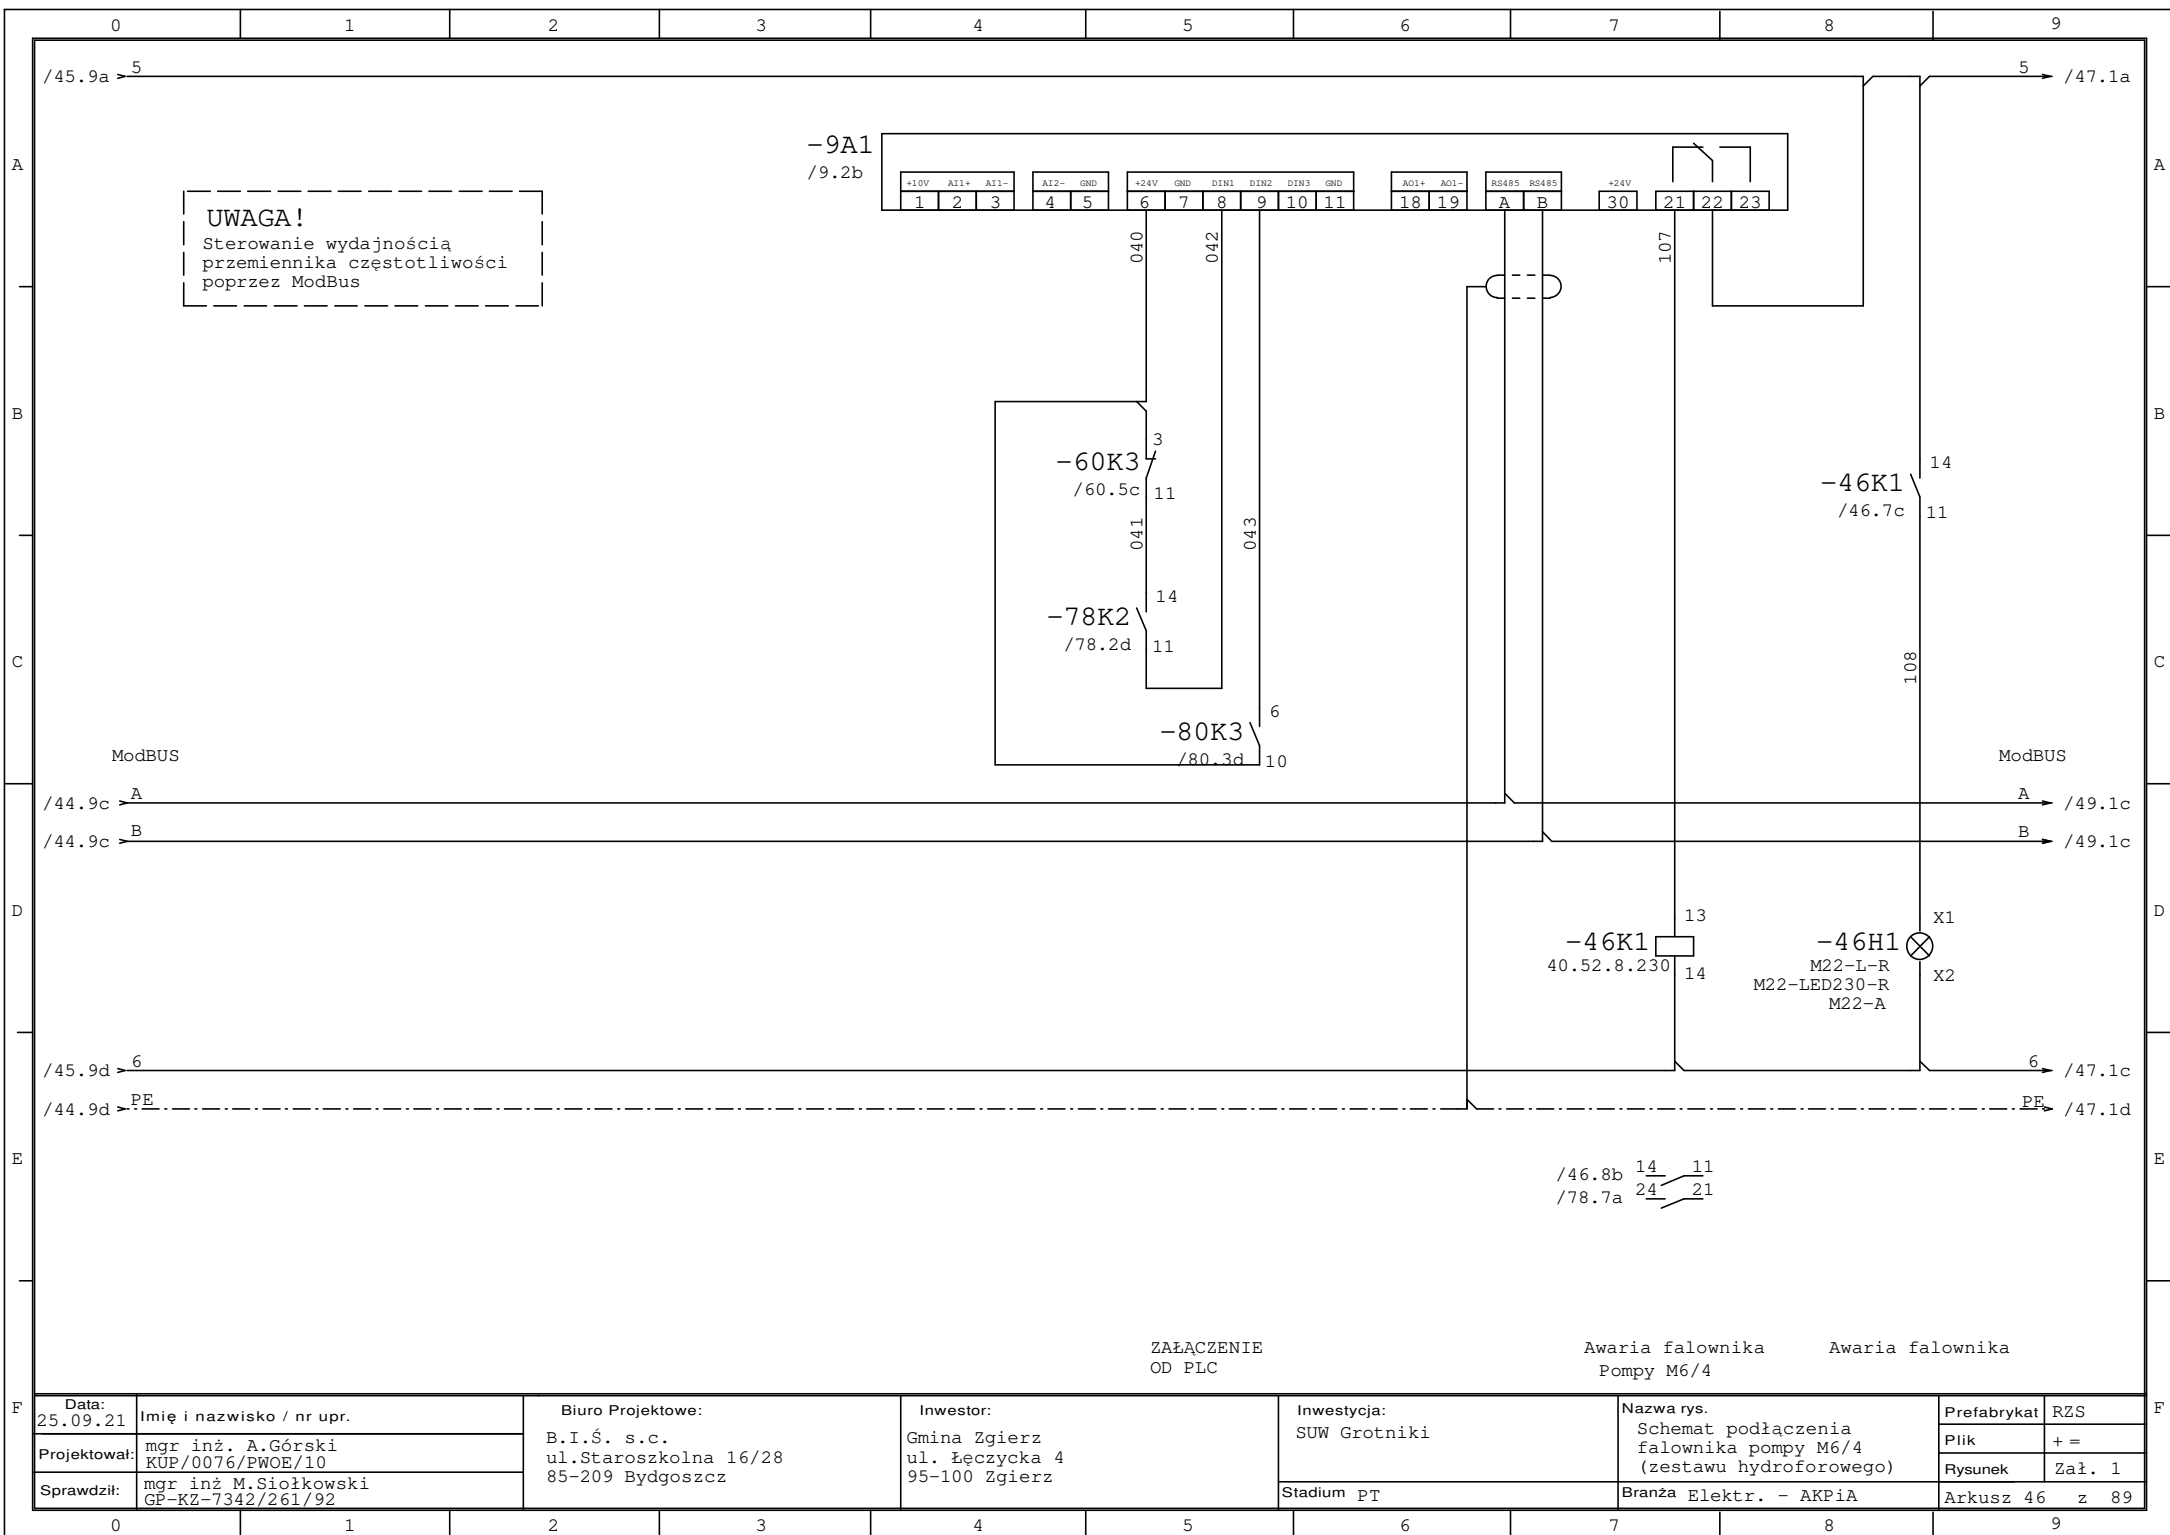 0 1 2 3 4 5 6 7 8 9
/45.9a 5
5 /47.1a
-9A1
/9.2b
A
A
+10V AI1+ AI1- AI2- GND +24V GND DIN1 DIN2 DIN3 GND AO1+ AO1- RS485 RS485 +24V
1 2 3 4 5 6 7 8 9 10 11 18 19 A B 30 21 22 23
UWAGA!
Sterowanie wydajnością
przemiennika częstotliwości
poprzez ModBus
040
042
107
B
B
3
-60K3
/60.5c 11
14
-46K1
/46.7c 11
041
043
14
-78K2
/78.2d 11
C
C
108
6
-80K3
/80.3d 10
ModBUS
ModBUS
/44.9c A
A /49.1c
/44.9c B
B /49.1c
D
D
13
-46K1
40.52.8.230 14
X1
-46H1
M22-L-R X2
M22-LED230-R
M22-A
/45.9d 6
6 /47.1c
/44.9d PE
PE /47.1d
E
E
/46.8b 14 11
/78.7a 24 21
ZAŁĄCZENIE
OD PLC
Awaria falownika
Pompy M6/4
Awaria falownika
F
F
Data:
25.09.21
Imię i nazwisko / nr upr.
Projektował:
mgr inż. A.Górski
KUP/0076/PWOE/10
Sprawdził:
mgr inż M.Siołkowski
GP-KZ-7342/261/92
Biuro Projektowe:
B.I.Ś. s.c.
ul.Staroszkolna 16/28
85-209 Bydgoszcz
Inwestor:
Gmina Zgierz
ul. Łęczycka 4
95-100 Zgierz
Inwestycja:
SUW Grotniki
Stadium PT
Nazwa rys.
Schemat podłączenia
falownika pompy M6/4
(zestawu hydroforowego)
Branża Elektr. - AKPiA
Prefabrykat RZS
Plik + =
Rysunek Zał. 1
Arkusz 46 z 89
0 1 2 3 4 5 6 7 8 9